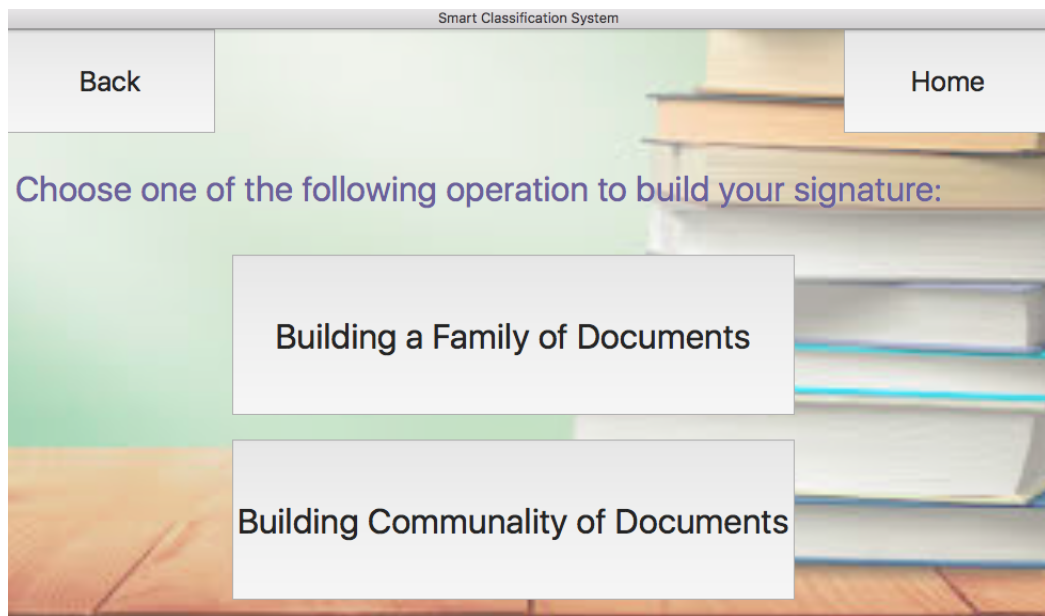 Smart Classification System
Back
Home
Choose one of the following operation to build your signature:
Building a Family of Documents
Building Communality of Documents